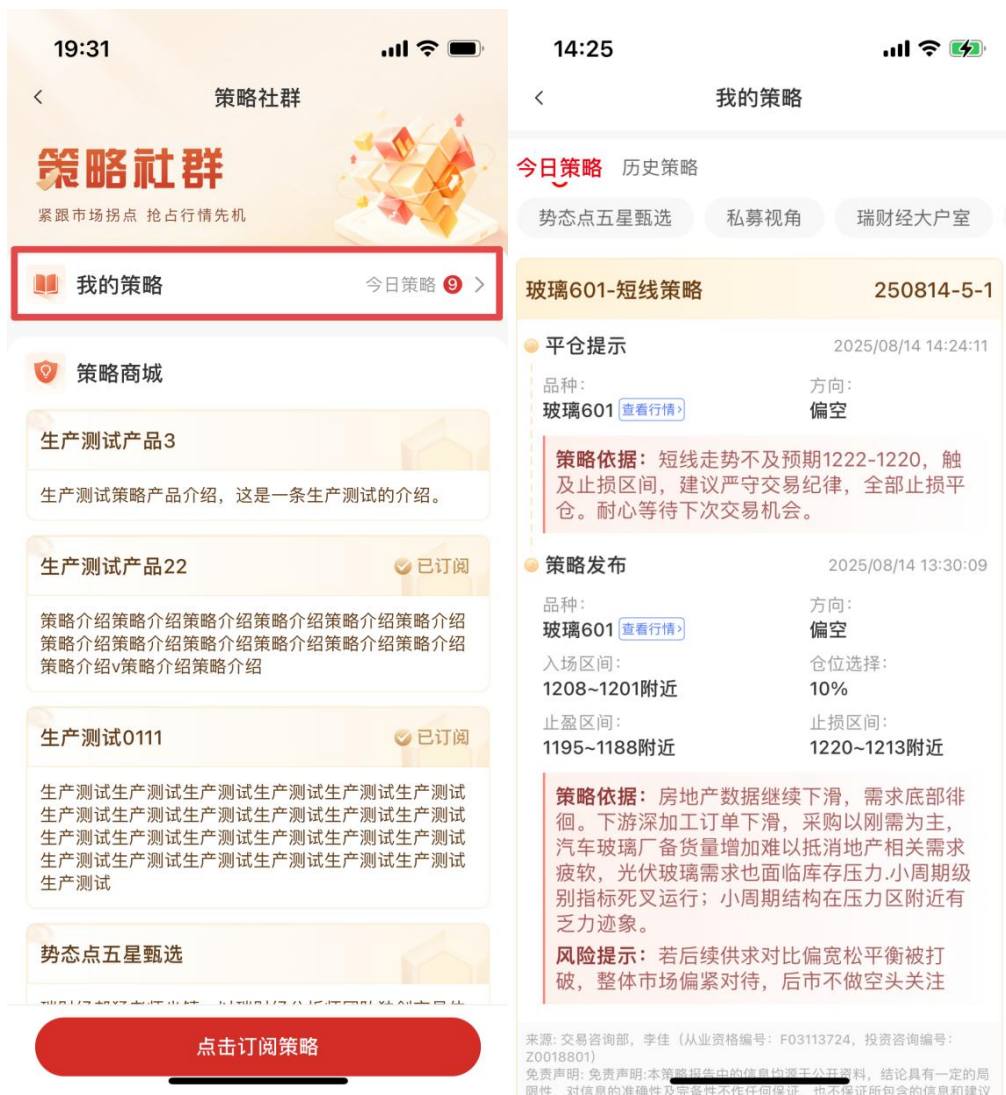 19:31
策略社群
策略社群
紧跟市场拐点 抢占行情先机
我的策略
今日策略 9
策略商城
生产测试产品3
生产测试策略产品介绍，这是一条生产测试的介绍。
生产测试产品22
已订阅
策略介绍策略介绍策略介绍策略介绍策略介绍策略介绍
策略介绍策略介绍策略介绍策略介绍策略介绍策略介绍
策略介绍v策略介绍策略介绍
生产测试0111
已订阅
生产测试生产测试生产测试生产测试生产测试生产测试
生产测试生产测试生产测试生产测试生产测试生产测试
生产测试生产测试生产测试生产测试生产测试生产测试
生产测试生产测试生产测试生产测试生产测试生产测试
生产测试
势态点五星甄选
点击订阅策略
14:25
我的策略
今日策略 历史策略
势态点五星甄选 私募视角 瑞财经大户室
玻璃601-短线策略 250814-5-1
平仓提示 2025/08/14 14:24:11
品种： 方向：
玻璃601 查看行情 偏空
策略依据：短线走势不及预期1222-1220，触
及止损区间，建议严守交易纪律，全部止损平
仓。耐心等待下次交易机会。
策略发布 2025/08/14 13:30:09
品种： 方向：
玻璃601 查看行情 偏空
入场区间： 仓位选择：
1208~1201附近 10%
止盈区间： 止损区间：
1195~1188附近 1220~1213附近
策略依据：房地产数据继续下滑，需求底部徘
徊。下游深加工订单下滑，采购以刚需为主，
汽车玻璃厂备货量增加难以抵消地产相关需求
疲软，光伏玻璃需求也面临库存压力.小周期级
别指标死叉运行；小周期结构在压力区附近有
乏力迹象。
风险提示：若后续供求对比偏宽松平衡被打
破，整体市场偏紧对待，后市不做空头关注
来源: 交易咨询部，李佳（从业资格编号：F03113724，投资咨询编号：
Z0018801）
免责声明: 免责声明:本策略报告中的信息均源于公开资料，结论具有一定的局
限性，对信息的准确性及完备性不作任何保证，也不保证所包含的信息和建议